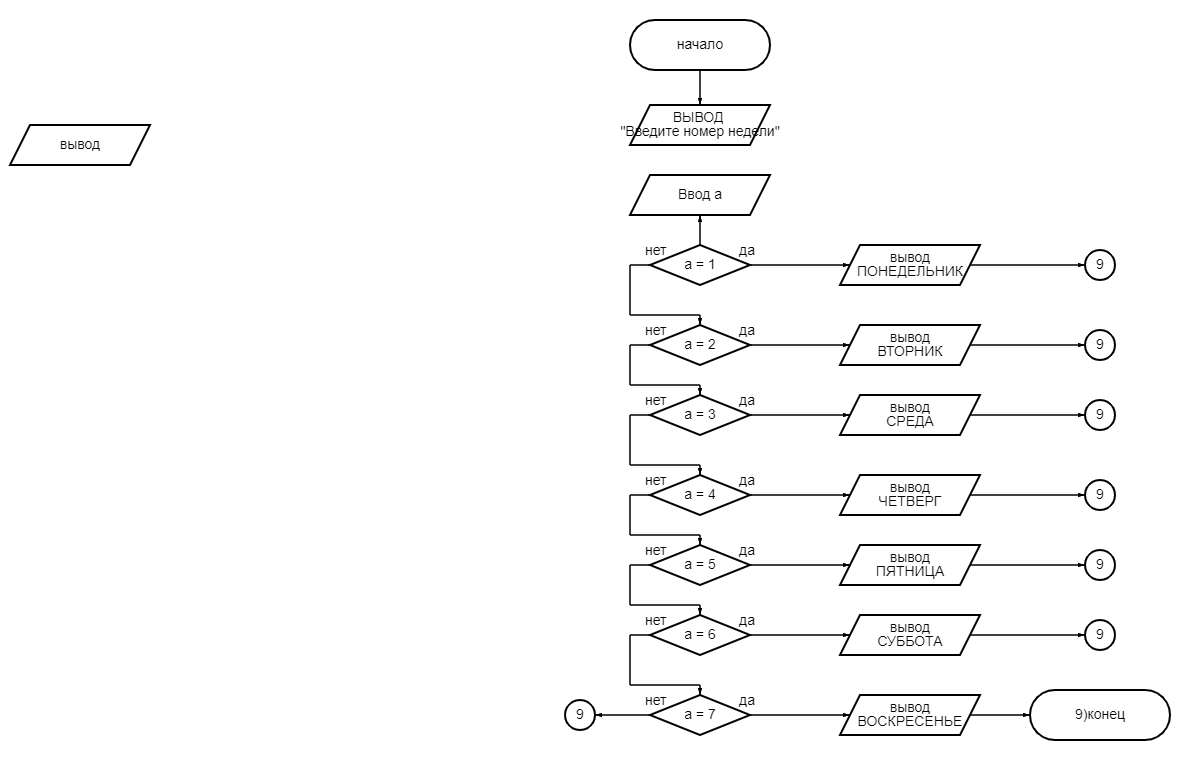 начало
ВЫВОД
"Введите номер недели"
вывод
Ввод а
нет
да
а = 1
вывод
ПОНЕДЕЛЬНИК
9
нет
да
а = 2
вывод
ВТОРНИК
9
нет
да
а = 3
вывод
СРЕДА
9
нет
да
а = 4
вывод
ЧЕТВЕРГ
9
нет
да
а = 5
вывод
ПЯТНИЦА
9
нет
да
а = 6
вывод
СУББОТА
9
9
нет
да
а = 7
вывод
ВОСКРЕСЕНЬЕ
9)конец